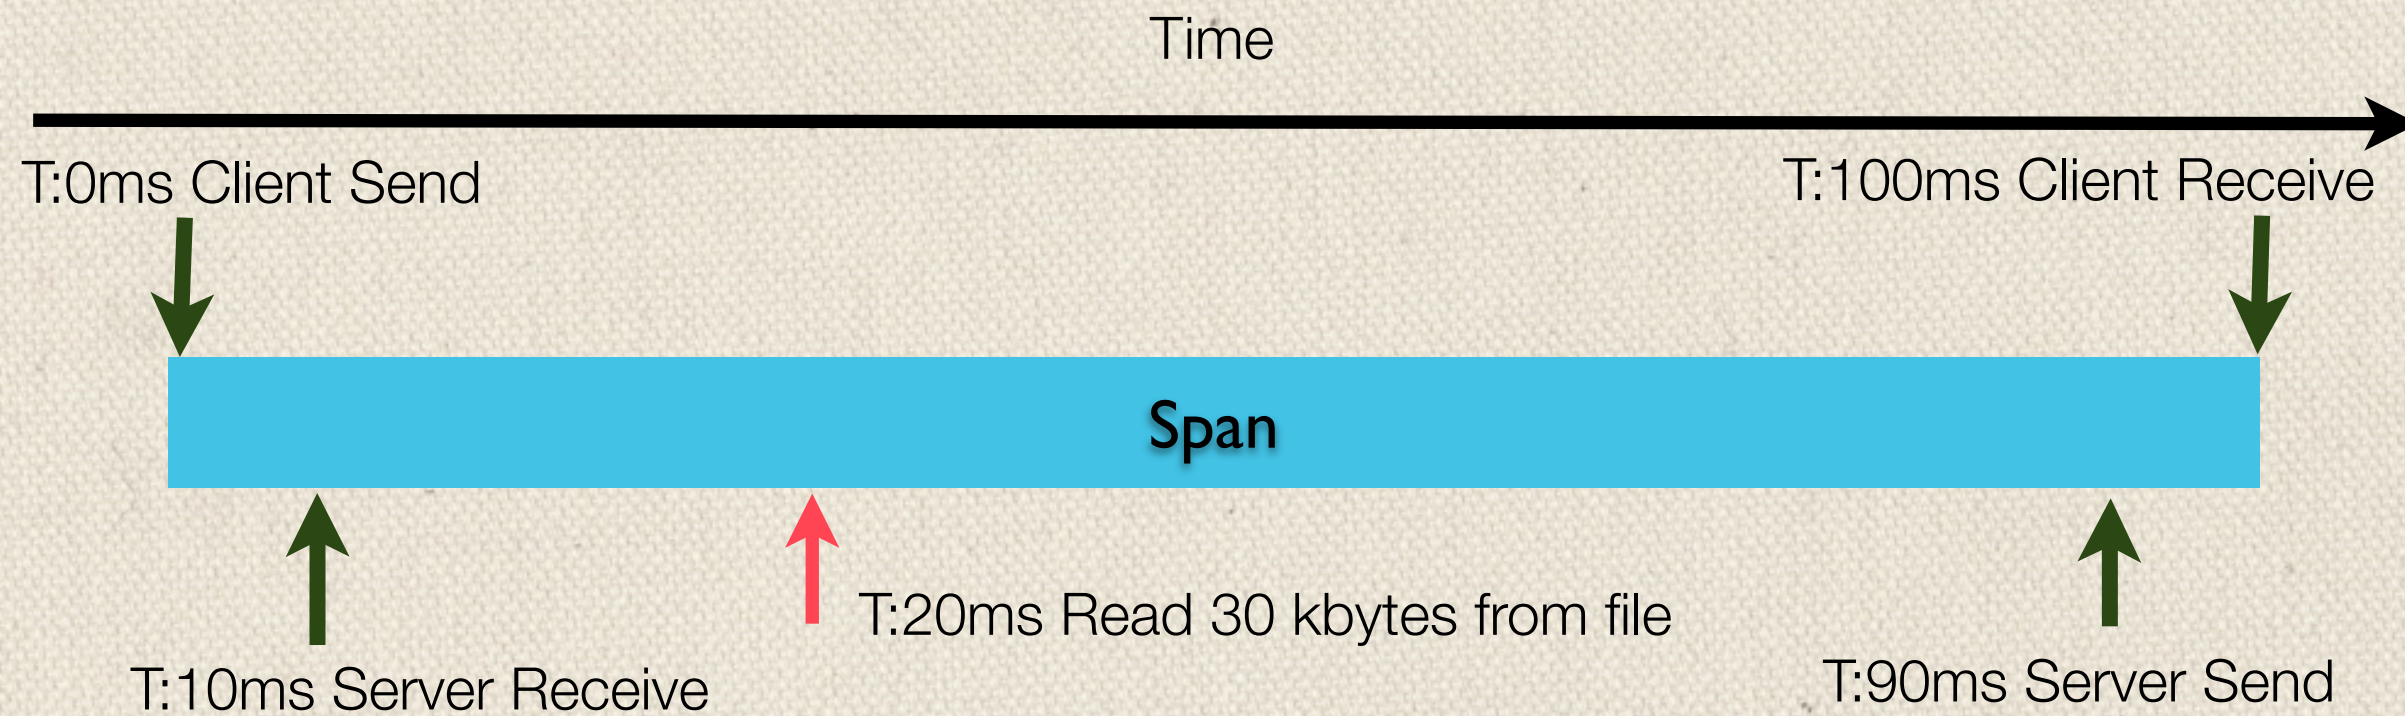 Time
T:0ms Client Send
T:100ms Client Receive
Span
T:20ms Read 30 kbytes from file
T:10ms Server Receive
T:90ms Server Send